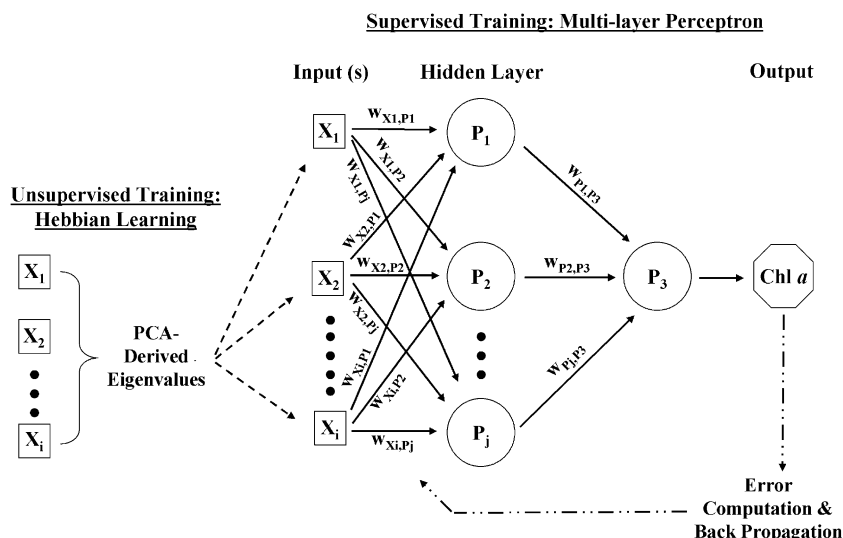 Supervised Training: Multi-layer Perceptron
Input (s)
Hidden Layer
Output
Unsupervised Training:
Hebbian Learning
X1
X2
Xi
PCA-
Derived
Eigenvalues
X1
X2
Xi
wX1,P1
wX1,P2
wX1,Pj
wX2,P1
wX2,P2
wX2,Pj
wXi,P1
wXi,P2
wXi,Pj
P1
P2
Pj
wP1,P3
wP2,P3
wPj,P3
P3
Chl a
Error
Computation &
Back Propagation